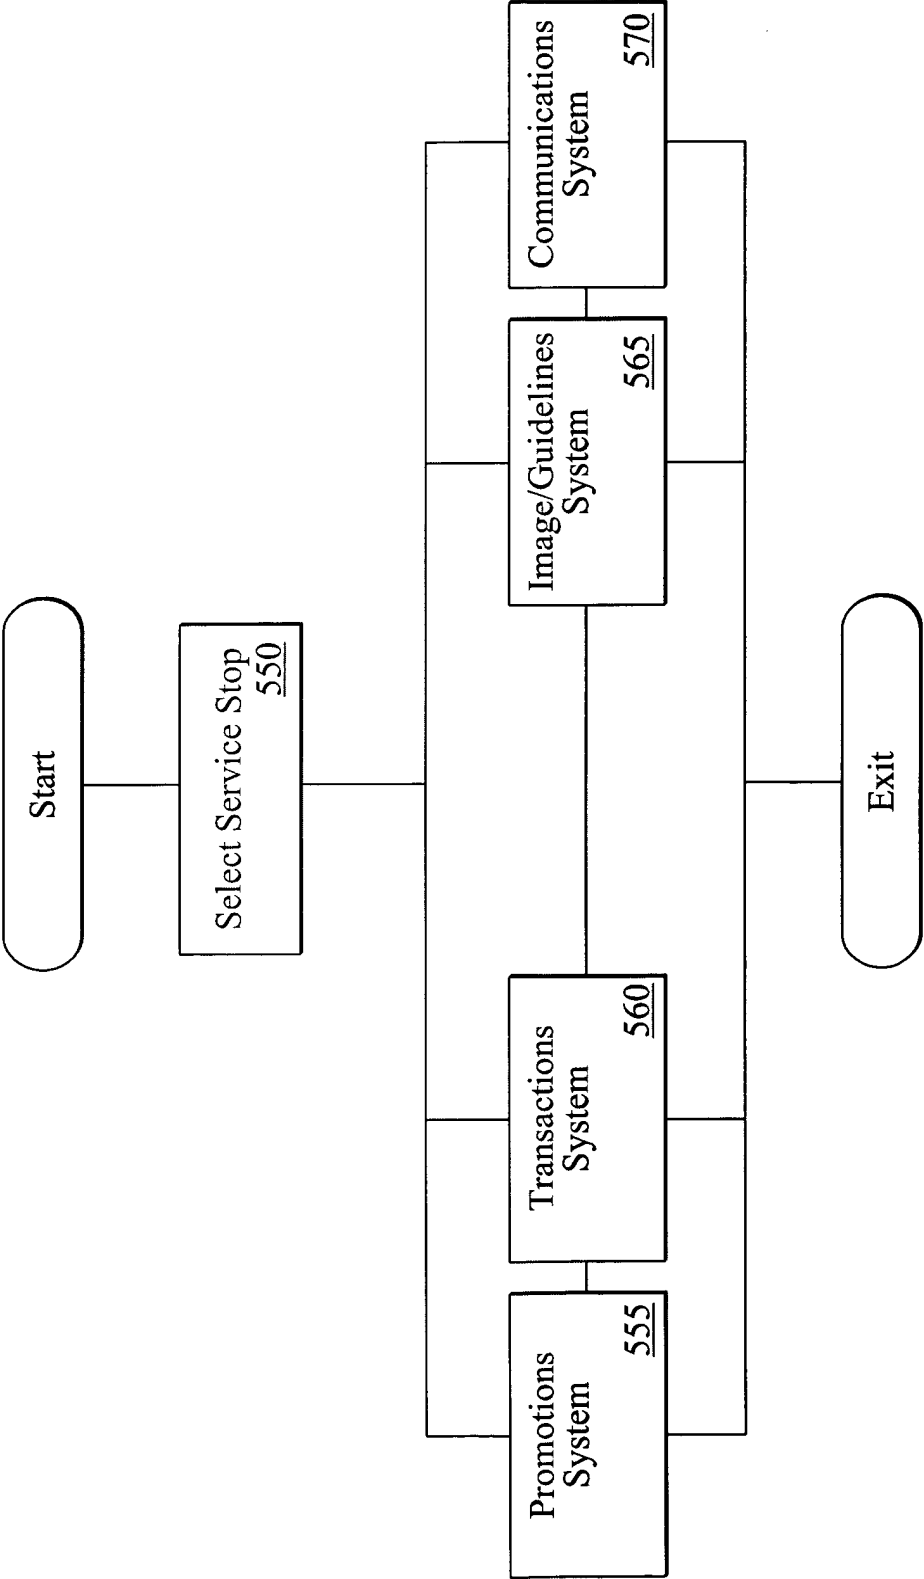 Start
Select Service Stop
550
Promotions
System
555
Transactions
System
560
Image/Guidelines
System
565
Communications
System
570
Exit